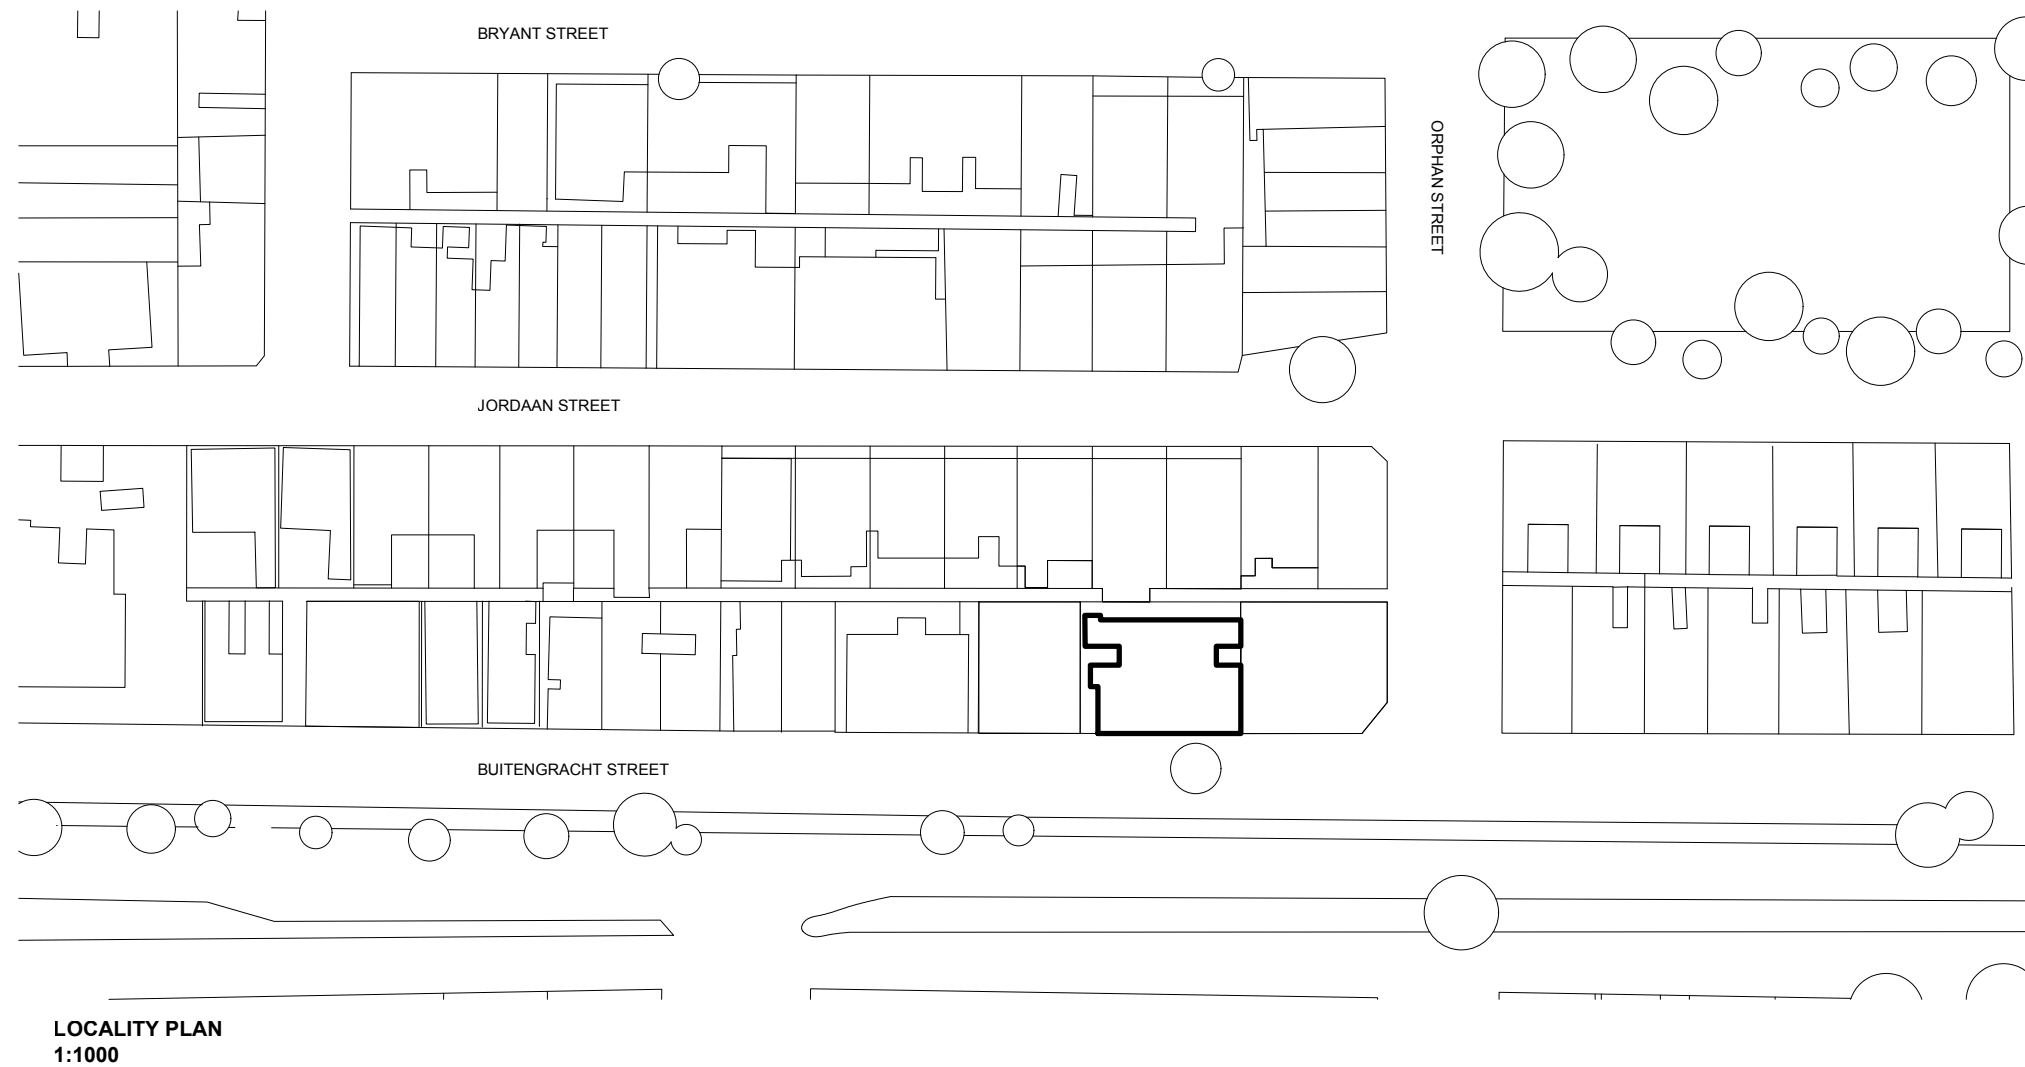 BRYANT STREET
ORPHAN STREET
JORDAAN STREET
BUITENGRACHT STREET
LOCALITY PLAN
1:1000